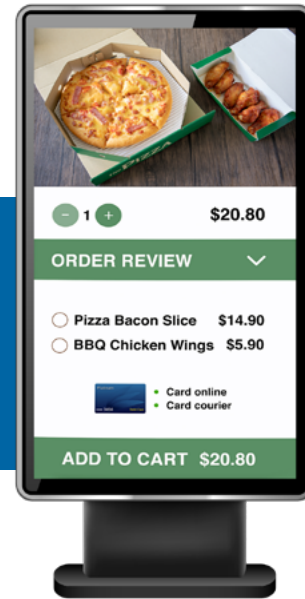 PIZZA
− 1 + $20.80
ORDER REVIEW
Pizza Bacon Slice $14.90
BBQ Chicken Wings $5.90
• Card online
• Card courier
ADD TO CART $20.80